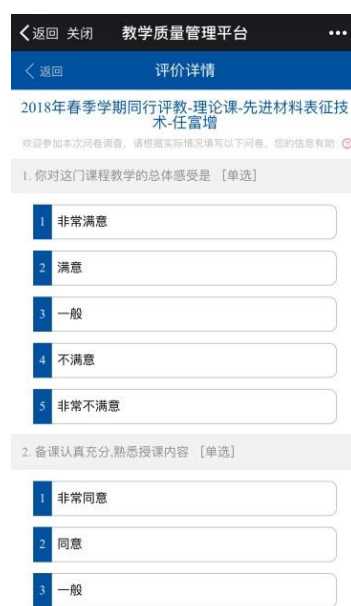 返回 关闭 教学质量管理平台
返回 评价详情
2018年春季学期同行评教-理论课-先进材料表征技
术-任富增
欢迎参加本次问卷调查，请根据实际情况填写以下问卷，您的信息有助
1. 你对这门课程教学的总体感受是 [单选]
1 非常满意
2 满意
3 一般
4 不满意
5 非常不满意
2. 备课认真充分,熟悉授课内容 [单选]
1 非常同意
2 同意
3 一般